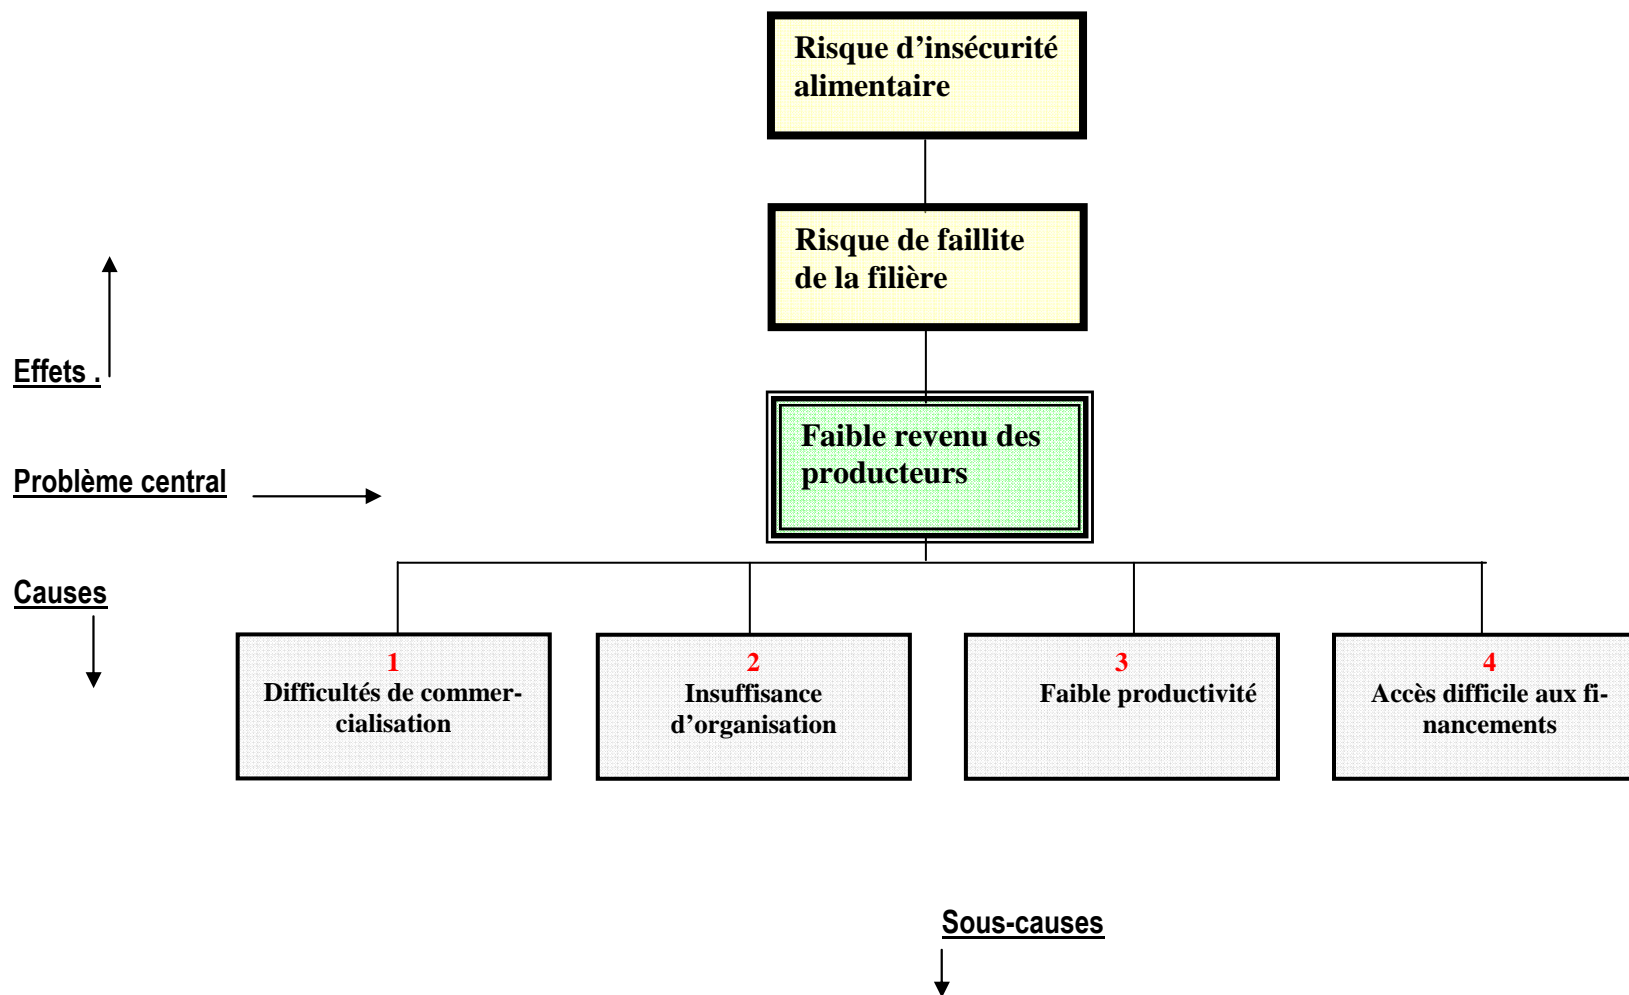 Risque d’insécurité
alimentaire
Risque de faillite
de la filière
Effets .
Faible revenu des
producteurs
Problème central
Causes
1
Difficultés de commer-
cialisation
2
Insuffisance
d’organisation
3
Faible productivité
4
Accès difficile aux fi-
nancements
Sous-causes